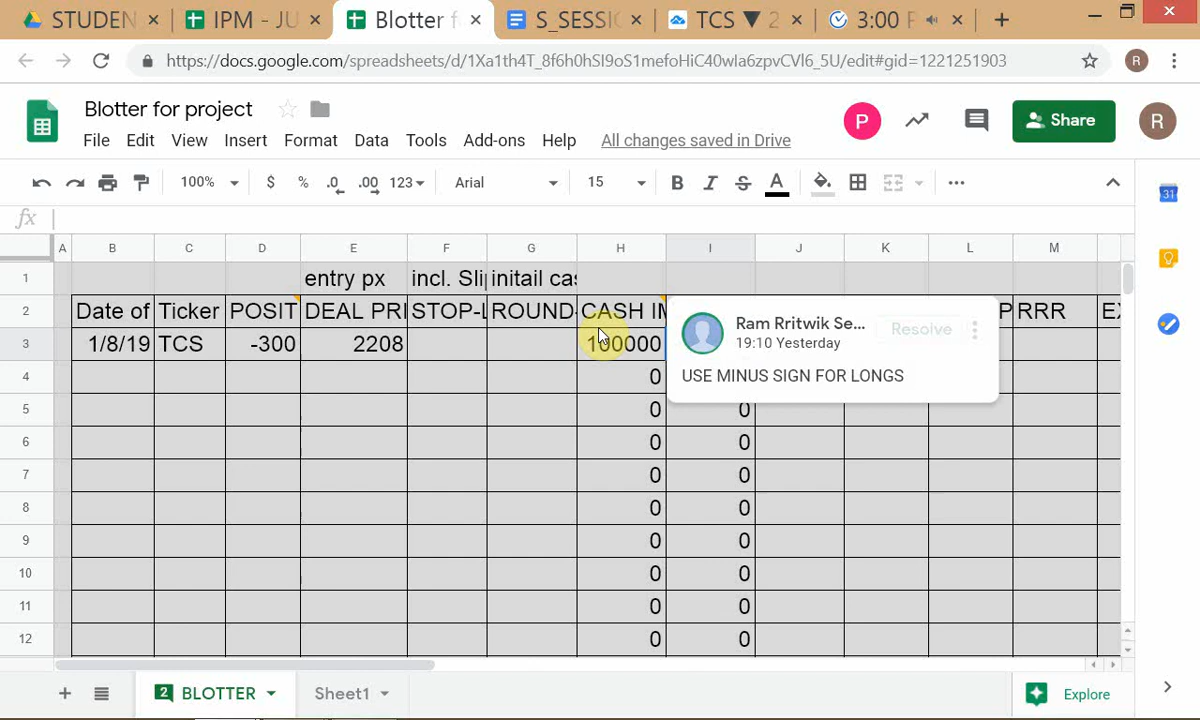 STUDEN
IPM - JU
Blotter f
S_SESSI
TCS ▼ 2
3:00
https://docs.google.com/spreadsheets/d/1Xa1th4T_8f6h0hSI9oS1mefoHiC40wIa6zpvCVl6_5U/edit#gid=1221251903
R
Blotter for project
P
Share
R
File Edit View Insert Format Data Tools Add-ons Help All changes saved in Drive
100% $ % .0 .00 123 Arial 15 B I S A
31
fx
A B C D E F G H I J K L M
1 entry px incl. Sli initail cas
2 Date of Ticker POSIT DEAL PRI STOP-L ROUND- CASH IM P RRR EX
3 1/8/19 TCS -300 2208 100000
Ram Rritwik Se... Resolve
19:10 Yesterday
USE MINUS SIGN FOR LONGS
4 0
5 0 0
6 0 0
7 0 0
8 0 0
9 0 0
10 0 0
11 0 0
12 0 0
2 BLOTTER Sheet1 Explore